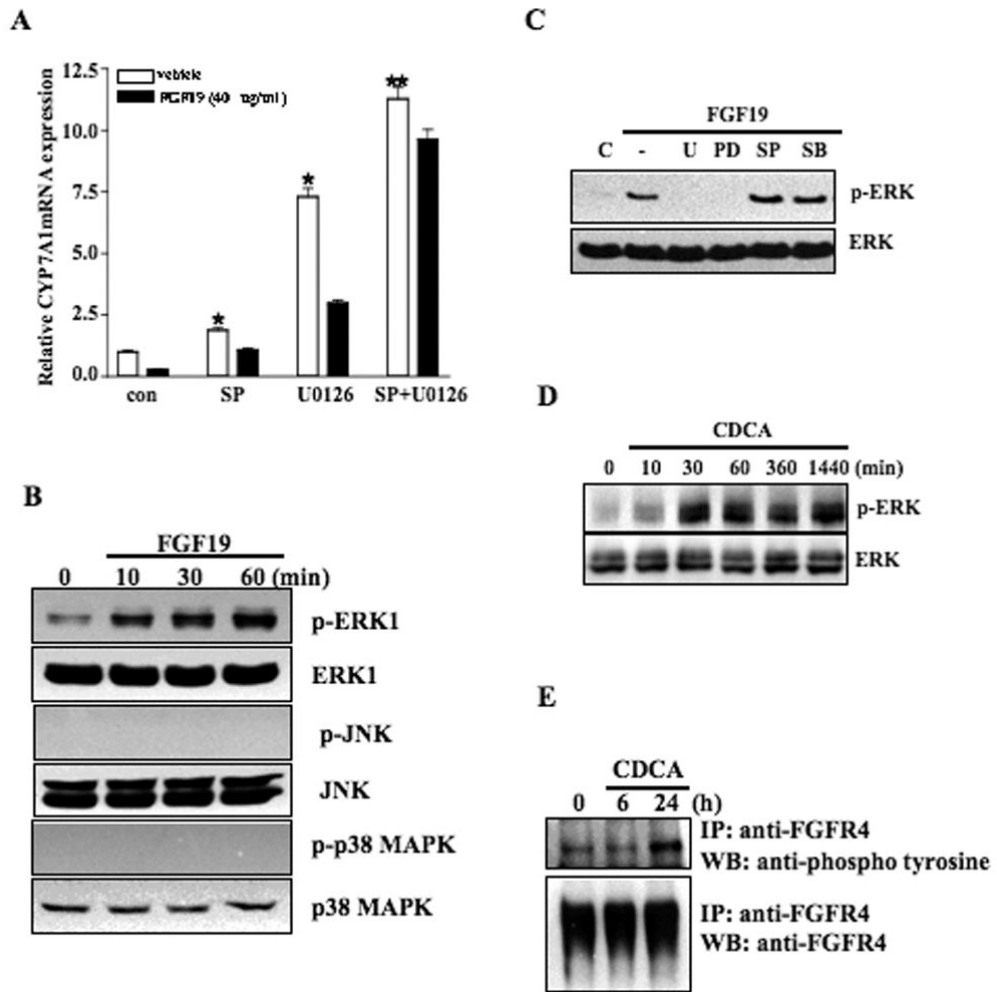 A
Relative CYP7A1mRNA expression
12.5
10.0
7.5
5.0
2.5
0.0
vehicle
FGF19 (40 ng/ml)
*
*
**
con SP U0126 SP+U0126
B
FGF19
0 10 30 60 (min)
p-ERK1
ERK1
p-JNK
JNK
p-p38 MAPK
p38 MAPK
C
FGF19
C - U PD SP SB
p-ERK
ERK
D
CDCA
0 10 30 60 360 1440 (min)
p-ERK
ERK
E
CDCA
0 6 24 (h)
IP: anti-FGFR4
WB: anti-phospho tyrosine
IP: anti-FGFR4
WB: anti-FGFR4